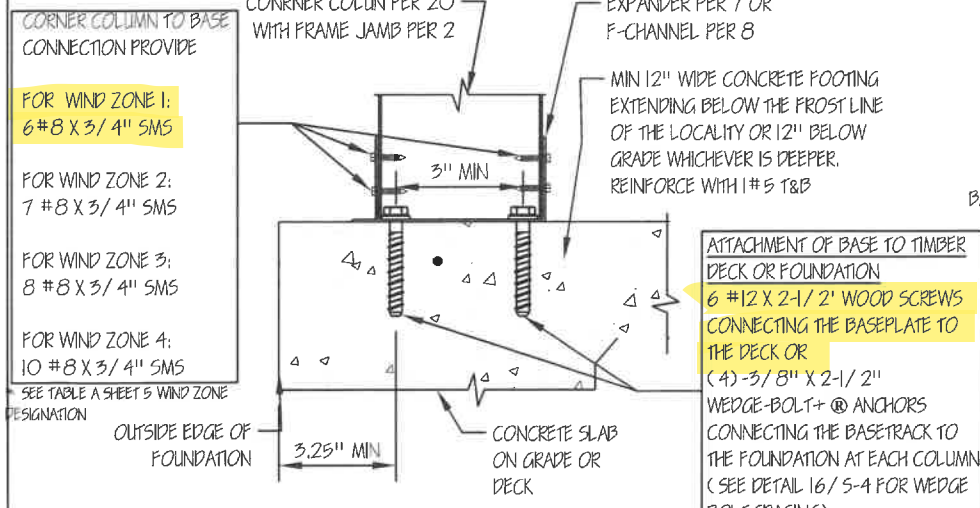 CORNER COLUMN TO BASE
CONNECTION PROVIDE
FOR WIND ZONE 1:
6 #8 X 3/4" SMS
FOR WIND ZONE 2:
7 #8 X 3/4" SMS
FOR WIND ZONE 3:
8 #8 X 3/4" SMS
FOR WIND ZONE 4:
10 #8 X 3/4" SMS
SEE TABLE A SHEET 5 WIND ZONE
DESIGNATION
CONRNER COLUN PER 20
WITH FRAME JAMB PER 2
EXPANDER PER 7 OR
F-CHANNEL PER 8
MIN 12" WIDE CONCRETE FOOTING
EXTENDING BELOW THE FROST LINE
OF THE LOCALITY OR 12" BELOW
GRADE WHICHEVER IS DEEPER.
REINFORCE WITH 1 #5 T&B
3" MIN
B
ATTACHMENT OF BASE TO TIMBER
DECK OR FOUNDATION
6 #12 X 2-1/2' WOOD SCREWS
CONNECTING THE BASEPLATE TO
THE DECK OR
(4)-3/8" X 2-1/2"
WEDGE-BOLT+ ® ANCHORS
CONNECTING THE BASETRACK TO
THE FOUNDATION AT EACH COLUMN
(SEE DETAIL 16/S-4 FOR WEDGE
BOLT SPACING)
OUTSIDE EDGE OF
FOUNDATION
3.25" MIN
CONCRETE SLAB
ON GRADE OR
DECK